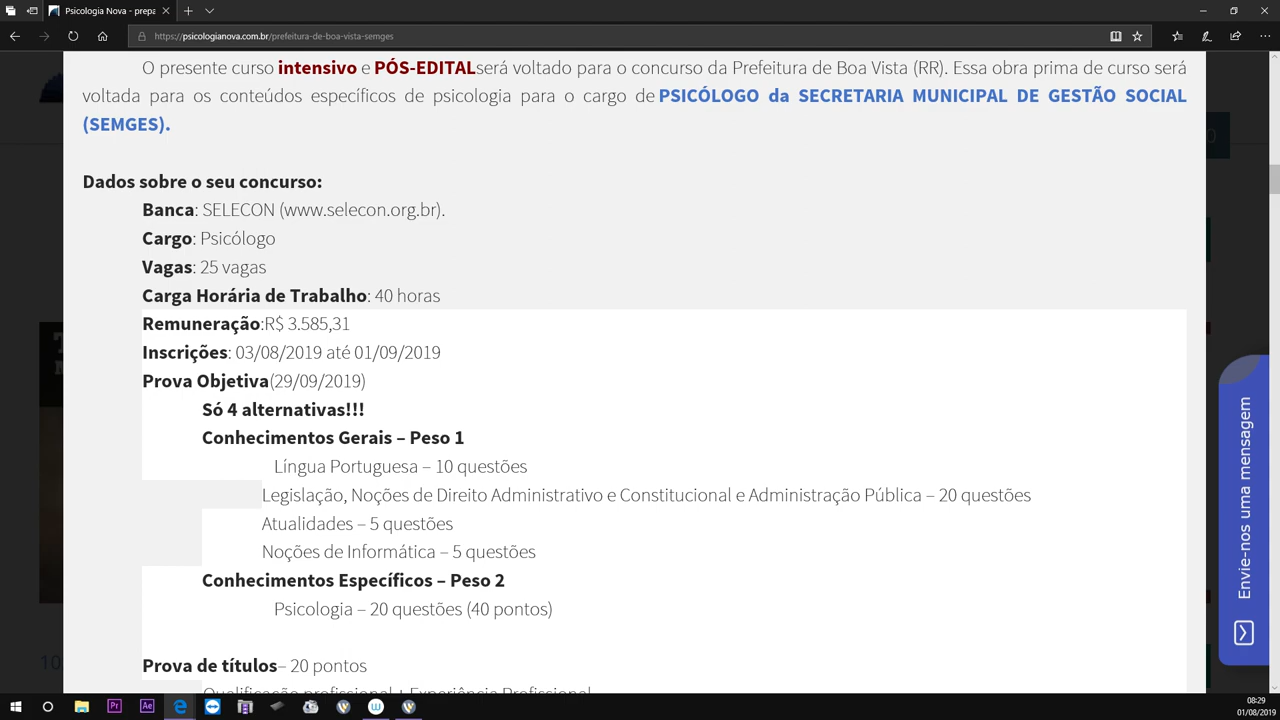 Psicologia Nova - prepa
https://psicologianova.com.br/prefeitura-de-boa-vista-semges
O presente curso intensivo e PÓS-EDITALserá voltado para o concurso da Prefeitura de Boa Vista (RR). Essa obra prima de curso será
voltada para os conteúdos específicos de psicologia para o cargo de PSICÓLOGO da SECRETARIA MUNICIPAL DE GESTÃO SOCIAL
(SEMGES).
Dados sobre o seu concurso:
Banca: SELECON (www.selecon.org.br).
Cargo: Psicólogo
Vagas: 25 vagas
Carga Horária de Trabalho: 40 horas
Remuneração:R$ 3.585,31
Inscrições: 03/08/2019 até 01/09/2019
Prova Objetiva(29/09/2019)
Só 4 alternativas!!!
Conhecimentos Gerais – Peso 1
Língua Portuguesa – 10 questões
Legislação, Noções de Direito Administrativo e Constitucional e Administração Pública – 20 questões
Atualidades – 5 questões
Noções de Informática – 5 questões
Conhecimentos Específicos – Peso 2
Psicologia – 20 questões (40 pontos)
Prova de títulos– 20 pontos
Qualificação profissional + Experiência Profissional
Envie-nos uma mensagem
08:29
01/08/2019